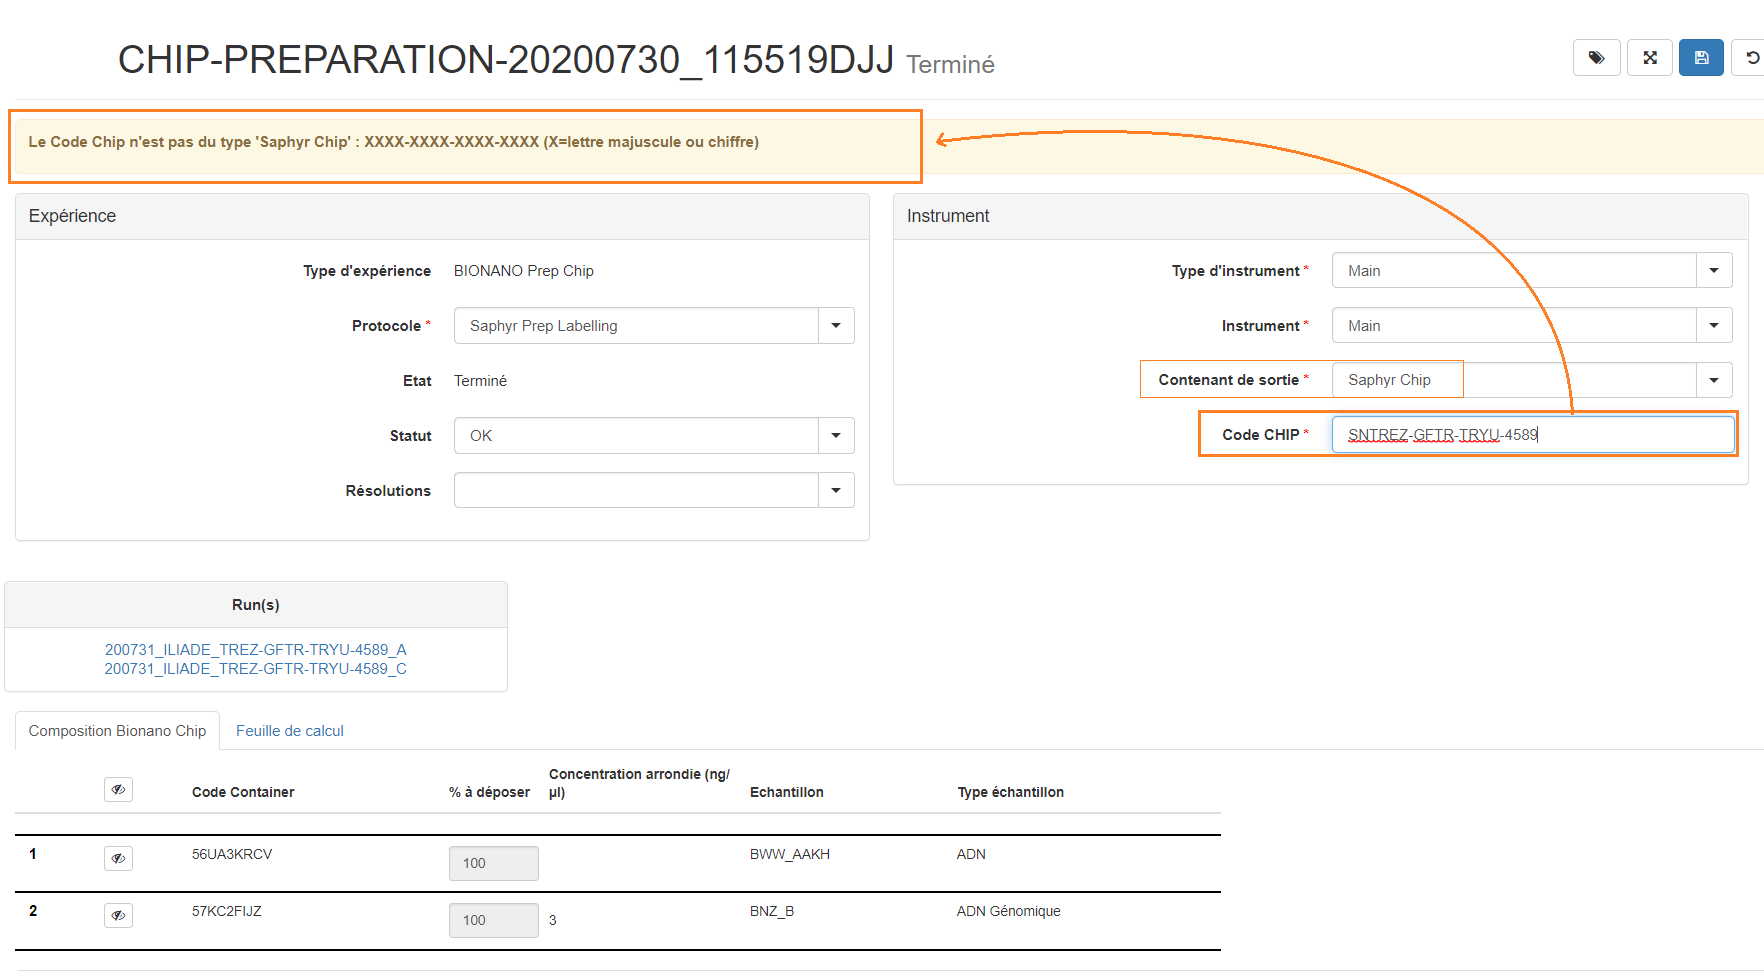 CHIP-PREPARATION-20200730_115519DJJ Terminé
Le Code Chip n'est pas du type 'Saphyr Chip' : XXXX-XXXX-XXXX-XXXX (X=lettre majuscule ou chiffre)
Expérience
Type d'expérience BIONANO Prep Chip
Protocole * Saphyr Prep Labelling
Etat Terminé
Statut OK
Résolutions
Instrument
Type d'instrument * Main
Instrument * Main
Contenant de sortie * Saphyr Chip
Code CHIP * SNTREZ-GFTR-TRYU-4589
Run(s)
200731_ILIADE_TREZ-GFTR-TRYU-4589_A
200731_ILIADE_TREZ-GFTR-TRYU-4589_C
Composition Bionano Chip Feuille de calcul
Code Container % à déposer Concentration arrondie (ng/µl) Echantillon Type échantillon
1 56UA3KRCV 100 BWW_AAKH ADN
2 57KC2FIJZ 100 3 BNZ_B ADN Génomique